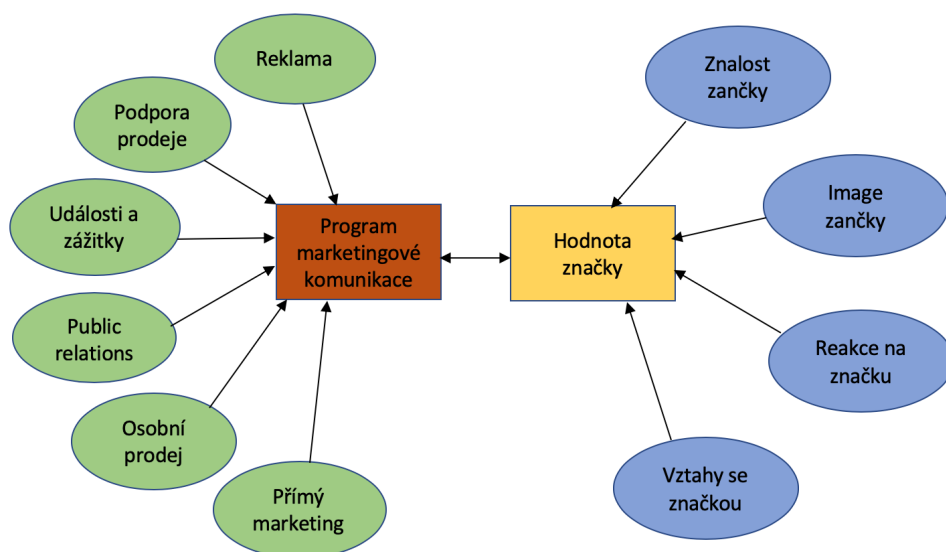 Reklama
Podpora
prodeje
Události a
zážitky
Public
relations
Osobní
prodej
Přímý
marketing
Program
marketingové
komunikace
Hodnota
značky
Znalost
zančky
Image
zančky
Reakce na
značku
Vztahy se
značkou